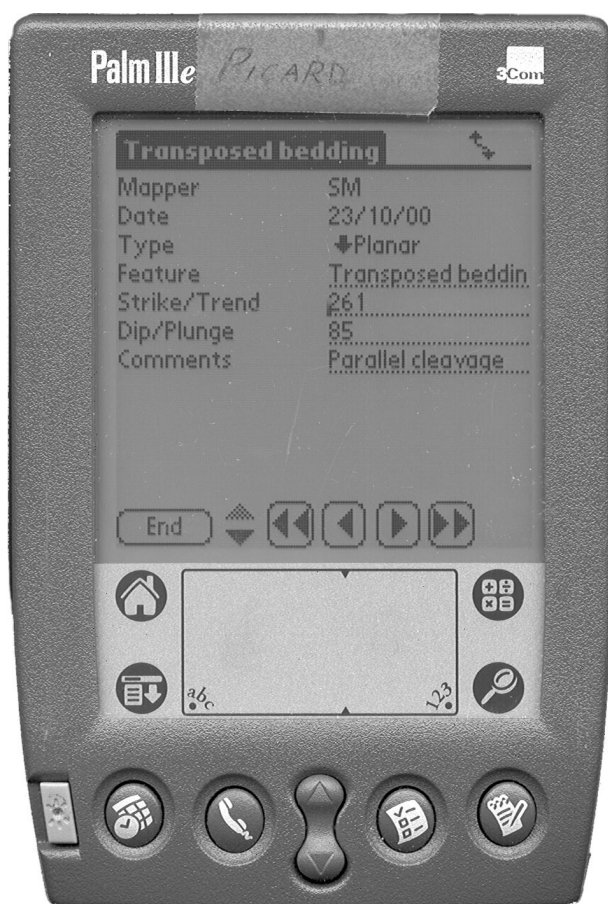 Palm IIIe
PICARD
3Com
Transposed bedding
Mapper SM
Date 23/10/00
Type Planar
Feature Transposed beddin
Strike/Trend 261
Dip/Plunge 85
Comments Parallel cleavage
End
abc
123